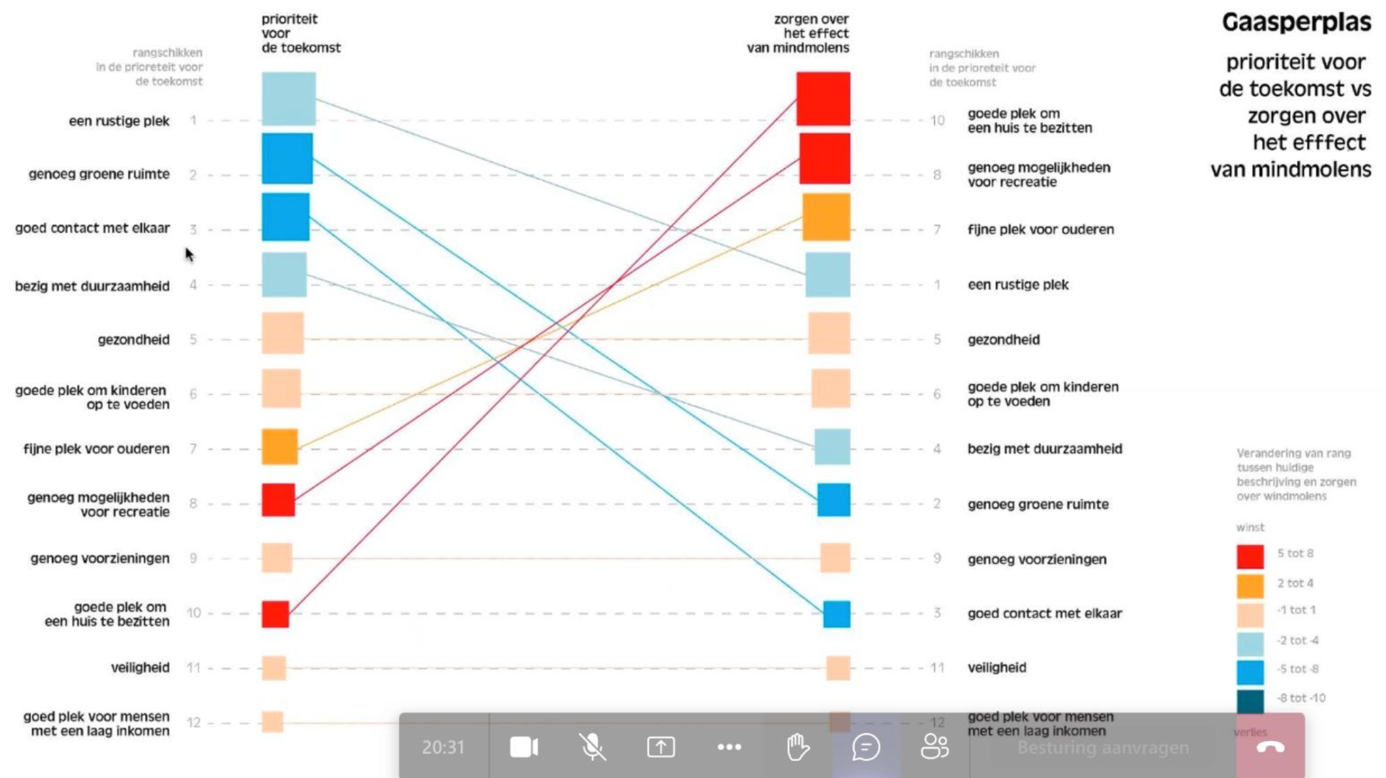 prioriteit
voor
de toekomst
zorgen over
het effect
van mindmolens
Gaasperplas
prioriteit voor
de toekomst vs
zorgen over
het efffect
van mindmolens
rangschikken
in de prioreteit voor
de toekomst
rangschikken
in de prioreteit voor
de toekomst
een rustige plek 1
genoeg groene ruimte 2
goed contact met elkaar 3
bezig met duurzaamheid 4
gezondheid 5
goede plek om kinderen
op te voeden 6
fijne plek voor ouderen 7
genoeg mogelijkheden
voor recreatie 8
genoeg voorzieningen 9
goede plek om
een huis te bezitten 10
veiligheid 11
goed plek voor mensen
met een laag inkomen 12
10 goede plek om
een huis te bezitten
8 genoeg mogelijkheden
voor recreatie
7 fijne plek voor ouderen
1 een rustige plek
5 gezondheid
6 goede plek om kinderen
op te voeden
4 bezig met duurzaamheid
2 genoeg groene ruimte
9 genoeg voorzieningen
3 goed contact met elkaar
11 veiligheid
12 goed plek voor mensen
met een laag inkomen
Verandering van rang
tussen huidige
beschrijving en zorgen
over windmolens
winst
5 tot 8
2 tot 4
-1 tot 1
-2 tot -4
-5 tot -8
-8 tot -10
verlies
20:31
Besturing aanvragen